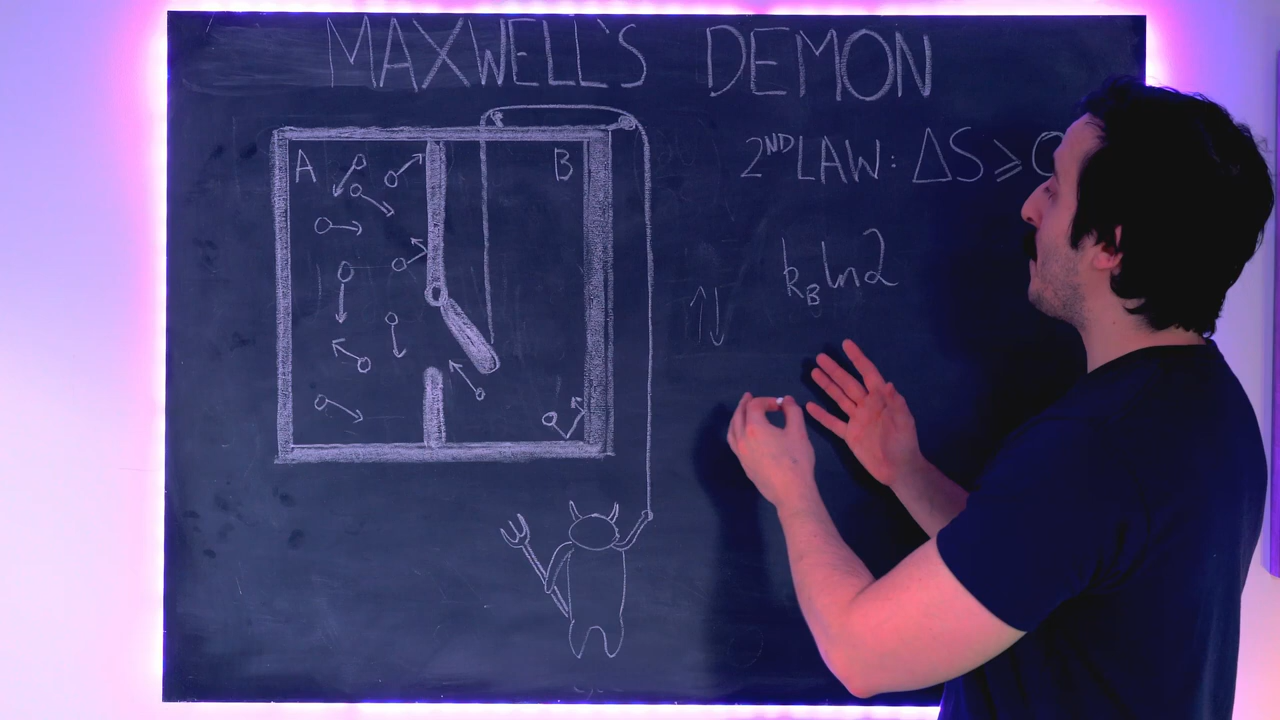 MAXWELL'S DEMON
A
B
2ND LAW: ΔS ⩾ 0
↑↓
kB ln2